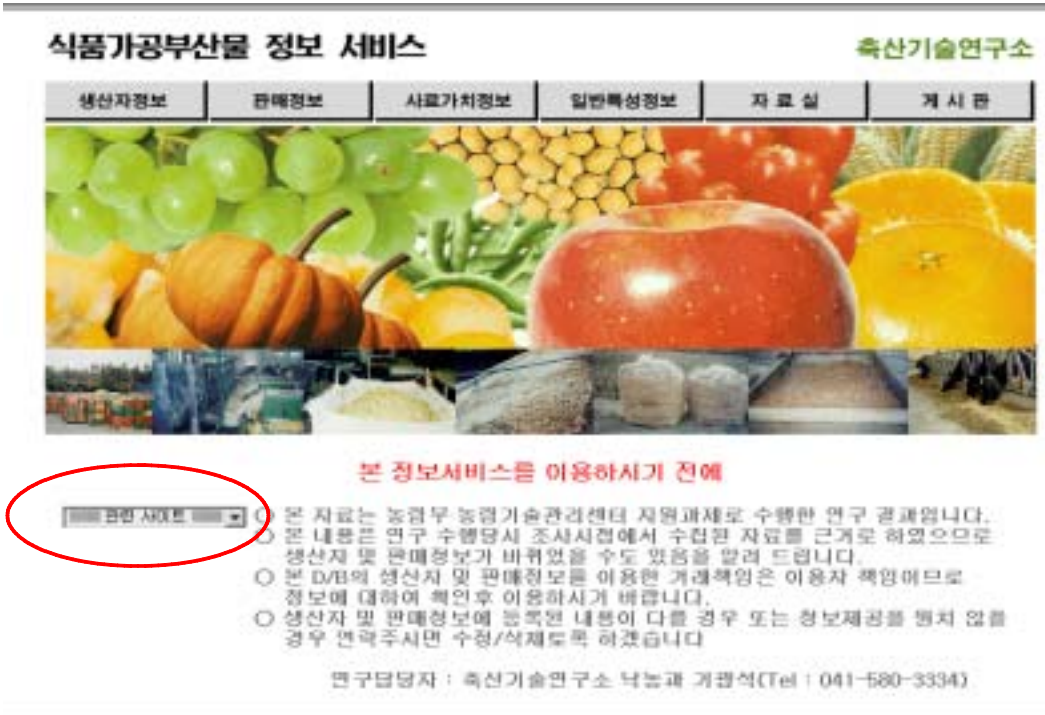 식품가공부산물 정보 서비스
축산기술연구소
생산자정보 판매정보 사료가치정보 일반특성정보 자 료 실 게 시 판
본 정보서비스를 이용하시기 전에
관련 사이트
○ 본 자료는 농림부 농림기술관리센터 지원과제로 수행한 연구 결과입니다.
○ 본 내용은 연구 수행당시 조사시점에서 수집된 자료를 근거로 하였으므로
생산자 및 판매정보가 바뀌었을 수도 있음을 알려 드립니다.
○ 본 D/B의 생산자 및 판매정보를 이용한 거래책임은 이용자 책임이므로
정보에 대하여 확인후 이용하시기 바랍니다.
○ 생산자 및 판매정보에 등록된 내용이 다를 경우 또는 정보제공을 원치 않을
경우 연락주시면 수정/삭제토록 하겠습니다
연구담당자 : 축산기술연구소 낙농과 기광석(Tel : 041-580-3334)